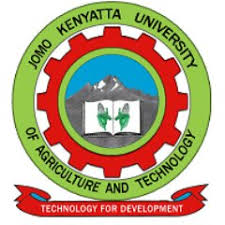 JOMO KENYATTA UNIVERSITY
OF AGRICULTURE AND TECHNOLOGY
TECHNOLOGY FOR DEVELOPMENT